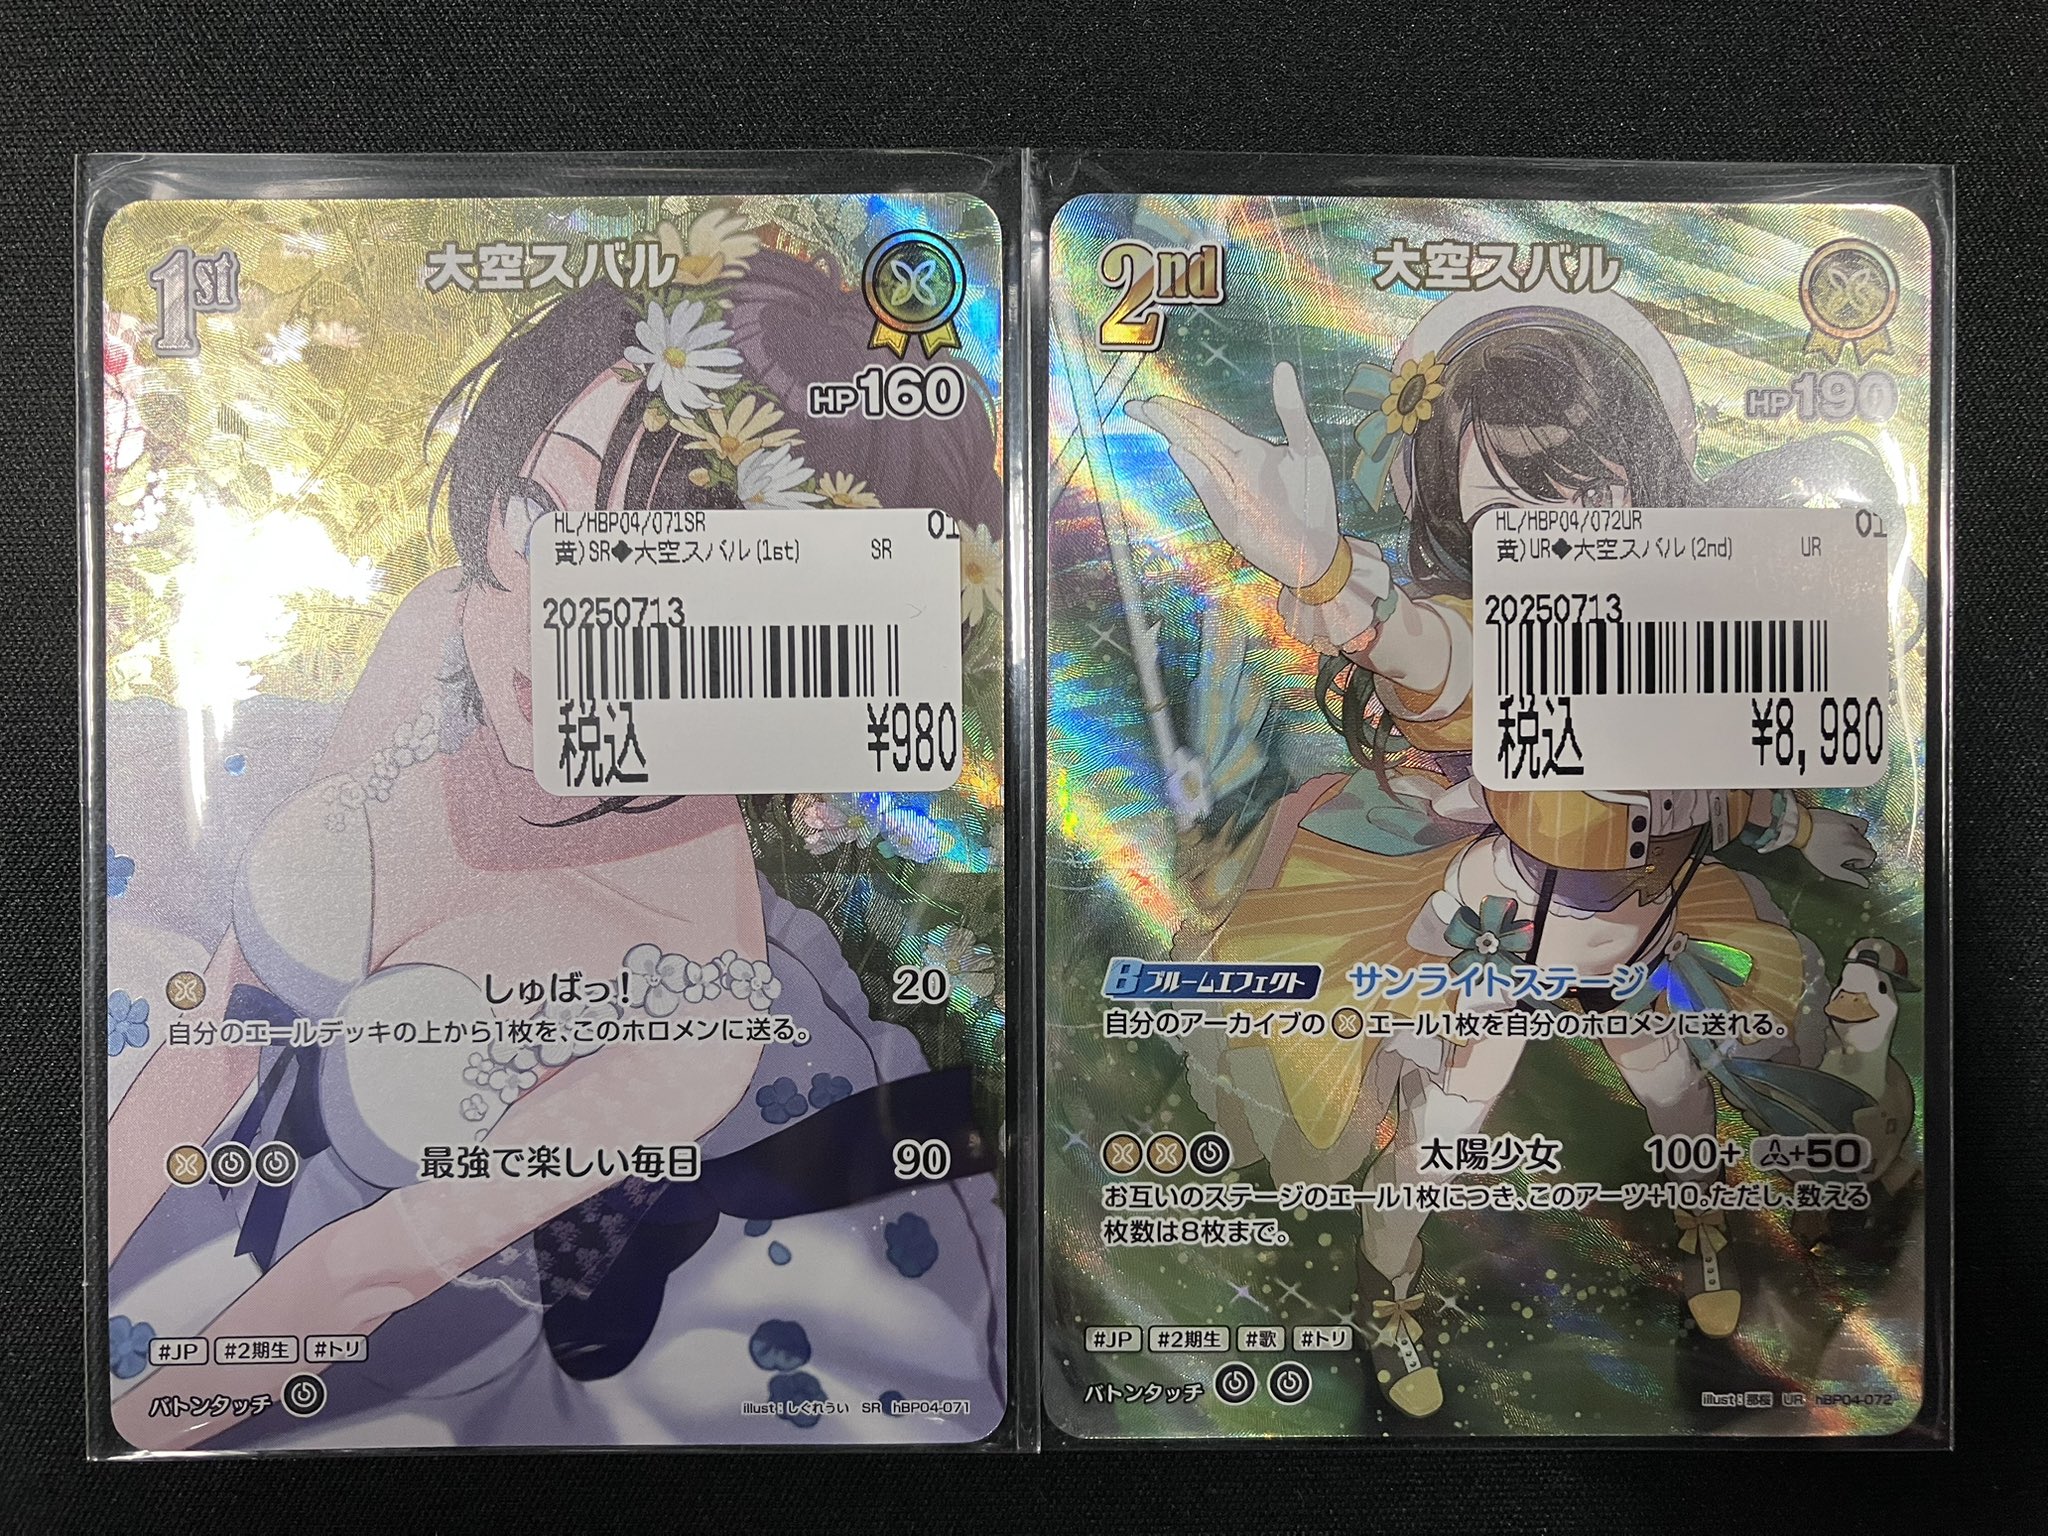 1st
大空スバル
HP160
HL/HBP04/071SR
01
黄)SR◆大空スバル(1st) SR
20250713
税込 ¥980
しゅばっ! 20
自分のエールデッキの上から1枚を、このホロメンに送る。
最強で楽しい毎日 90
#JP #2期生 #トリ
バトンタッチ
illust:しぐれうい SR hBP04-071
2nd
大空スバル
HP190
HL/HBP04/072UR
01
黄)UR◆大空スバル(2nd) UR
20250713
税込 ¥8,980
Bブルームエフェクト サンライトステージ
自分のアーカイブのエール1枚を自分のホロメンに送れる。
太陽少女 100+ +50
お互いのステージのエール1枚につき、このアーツ+10。ただし、数える
枚数は8枚まで。
#JP #2期生 #歌 #トリ
バトンタッチ
illust: UR hBP04-072